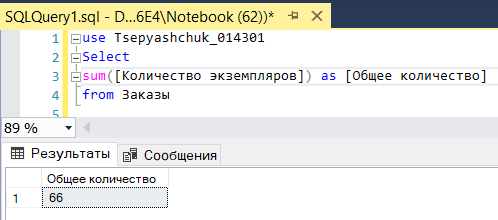 SQLQuery1.sql - D...6E4\Notebook (62))*
1 use Tsepyashchuk_014301
2 Select
3 sum([Количество экземпляров]) as [Общее количество]
4 from Заказы
89 %
Результаты Сообщения
Общее количество
1 66